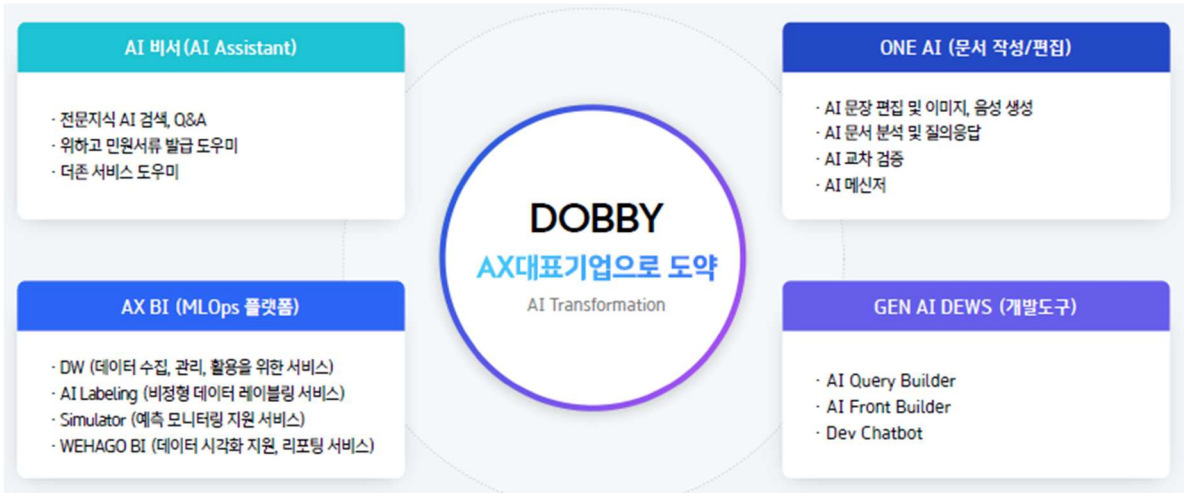 AI 비서(AI Assistant)
· 전문지식 AI 검색, Q&A
· 위하고 민원서류 발급 도우미
· 더존 서비스 도우미
ONE AI (문서 작성/편집)
· AI 문장 편집 및 이미지, 음성 생성
· AI 문서 분석 및 질의응답
· AI 교차 검증
· AI 메신저
DOBBY
AX대표기업으로 도약
AI Transformation
AX BI (MLOps 플랫폼)
· DW (데이터 수집, 관리, 활용을 위한 서비스)
· AI Labeling (비정형 데이터 레이블링 서비스)
· Simulator (예측 모니터링 지원 서비스)
· WEHAGO BI (데이터 시각화 지원, 리포팅 서비스)
GEN AI DEWS (개발도구)
· AI Query Builder
· AI Front Builder
· Dev Chatbot